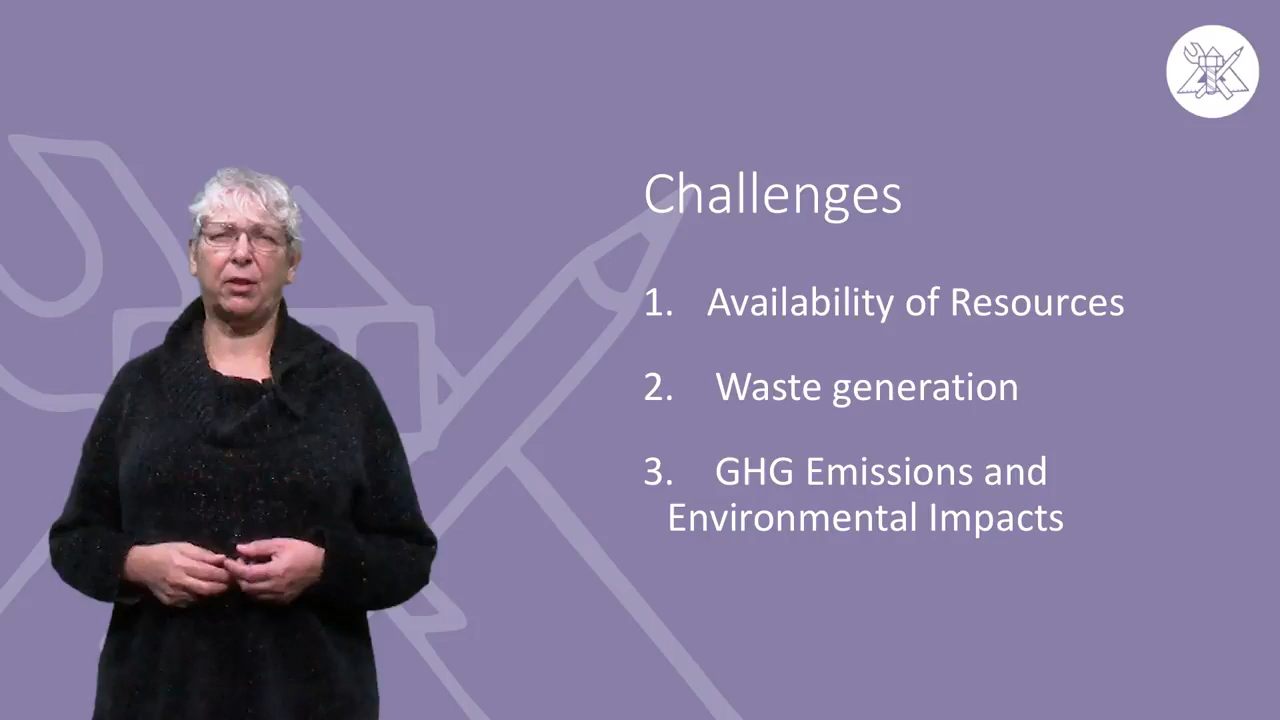 Challenges
1. Availability of Resources
2. Waste generation
3. GHG Emissions and
Environmental Impacts